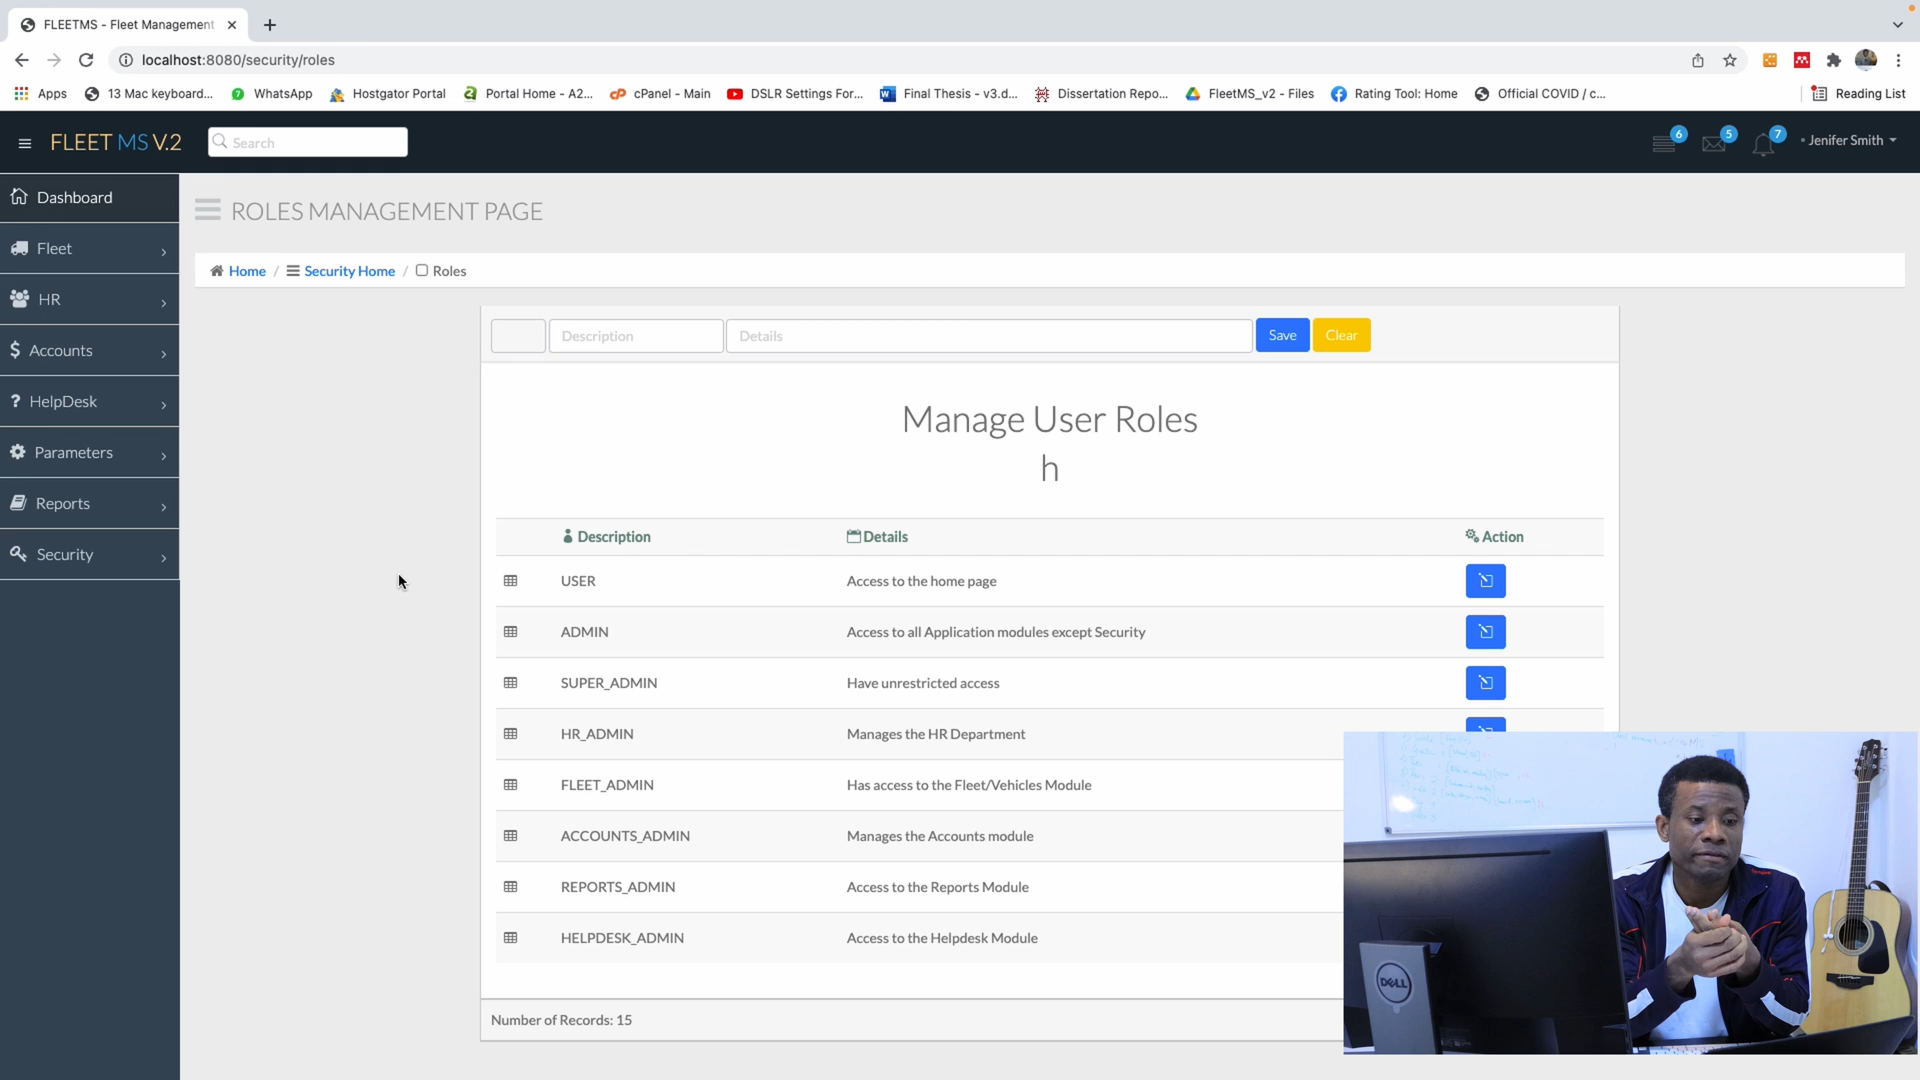 FLEETMS - Fleet Management
localhost:8080/security/roles
Apps
13 Mac keyboard...
WhatsApp
Hostgator Portal
Portal Home - A2...
cPanel - Main
DSLR Settings For...
Final Thesis - v3.d...
Dissertation Repo...
FleetMS_v2 - Files
Rating Tool: Home
Official COVID / c...
Reading List
FLEET MS V.2
Search
6
5
7
Jenifer Smith
Dashboard
Fleet
HR
$ Accounts
? HelpDesk
Parameters
Reports
Security
ROLES MANAGEMENT PAGE
Home / Security Home / Roles
Description
Details
Save
Clear
Manage User Roles
h
Description Details Action
USER Access to the home page
ADMIN Access to all Application modules except Security
SUPER_ADMIN Have unrestricted access
HR_ADMIN Manages the HR Department
FLEET_ADMIN Has access to the Fleet/Vehicles Module
ACCOUNTS_ADMIN Manages the Accounts module
REPORTS_ADMIN Access to the Reports Module
HELPDESK_ADMIN Access to the Helpdesk Module
Number of Records: 15
DELL